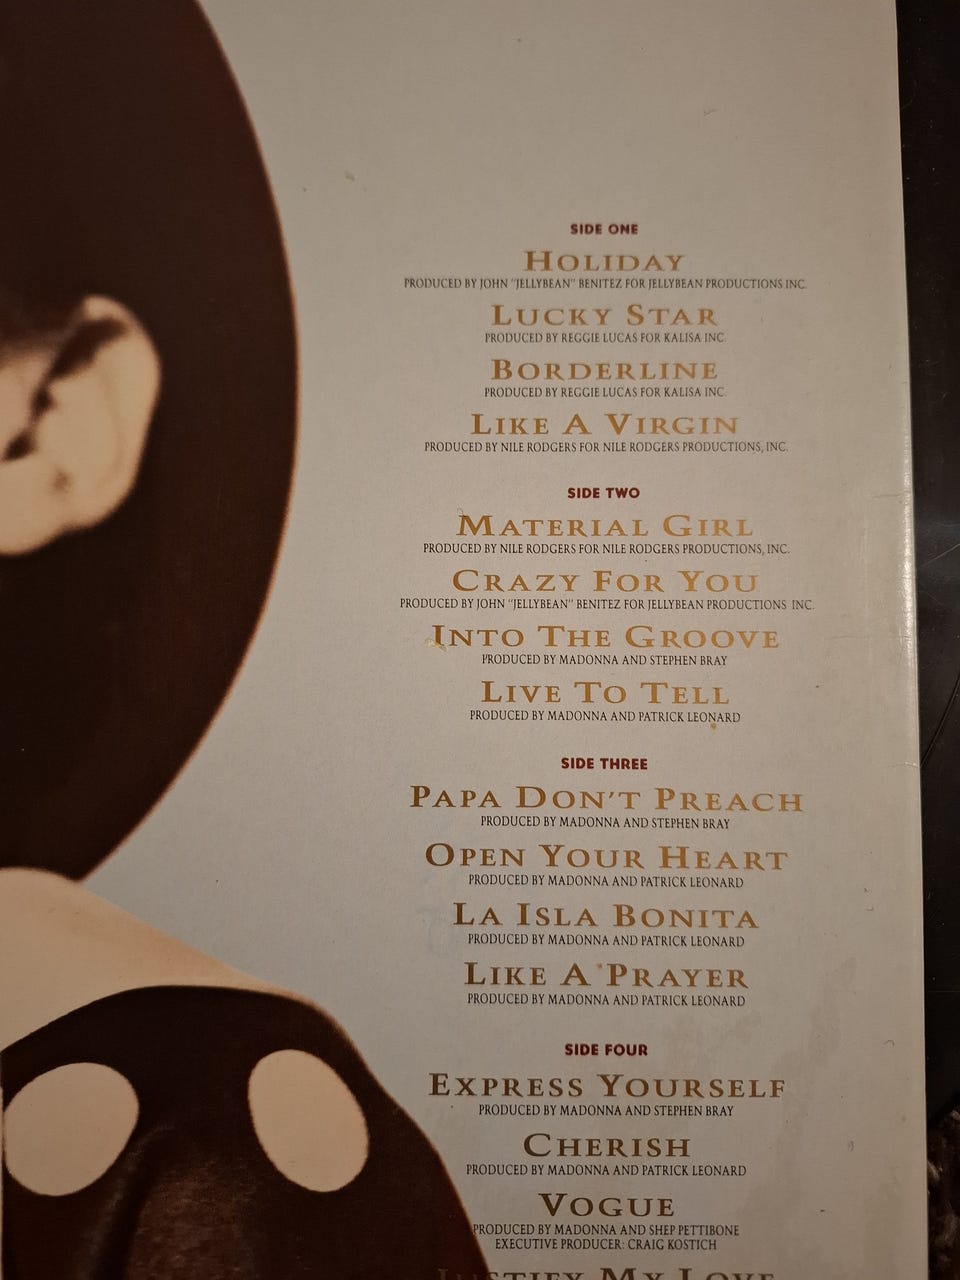 SIDE ONE
HOLIDAY
PRODUCED BY JOHN "JELLYBEAN" BENITEZ FOR JELLYBEAN PRODUCTIONS INC.
LUCKY STAR
PRODUCED BY REGGIE LUCAS FOR KALISA INC.
BORDERLINE
PRODUCED BY REGGIE LUCAS FOR KALISA INC.
LIKE A VIRGIN
PRODUCED BY NILE RODGERS FOR NILE RODGERS PRODUCTIONS, INC.
SIDE TWO
MATERIAL GIRL
PRODUCED BY NILE RODGERS FOR NILE RODGERS PRODUCTIONS, INC.
CRAZY FOR YOU
PRODUCED BY JOHN "JELLYBEAN" BENITEZ FOR JELLYBEAN PRODUCTIONS INC.
INTO THE GROOVE
PRODUCED BY MADONNA AND STEPHEN BRAY
LIVE TO TELL
PRODUCED BY MADONNA AND PATRICK LEONARD
SIDE THREE
PAPA DON'T PREACH
PRODUCED BY MADONNA AND STEPHEN BRAY
OPEN YOUR HEART
PRODUCED BY MADONNA AND PATRICK LEONARD
LA ISLA BONITA
PRODUCED BY MADONNA AND PATRICK LEONARD
LIKE A PRAYER
PRODUCED BY MADONNA AND PATRICK LEONARD
SIDE FOUR
EXPRESS YOURSELF
PRODUCED BY MADONNA AND STEPHEN BRAY
CHERISH
PRODUCED BY MADONNA AND PATRICK LEONARD
VOGUE
PRODUCED BY MADONNA AND SHEP PETTIBONE
EXECUTIVE PRODUCER: CRAIG KOSTICH
JUSTIFY MY LOVE